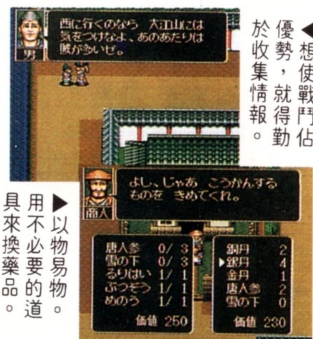 西に行くのなら 大江山には
気をつけなよ、あのあたりは
賊が多いぜ。
男
◀想使戰鬥佔
優勢，就得勤
於收集情報。
よし、じゃあ こうかんする
ものを きめてくれ。
商人
唐人参 0/ 3
雪の下 0/ 3
るりはい 1/ 1
ぶつぞう 1/ 1
めのう 1/ 1
価値 250
銅丹 2
▶銀丹 4
金丹 1
唐人参 2
雪の下 0
価値 230
▶以物易物。
用不必要的道
具來換藥品。